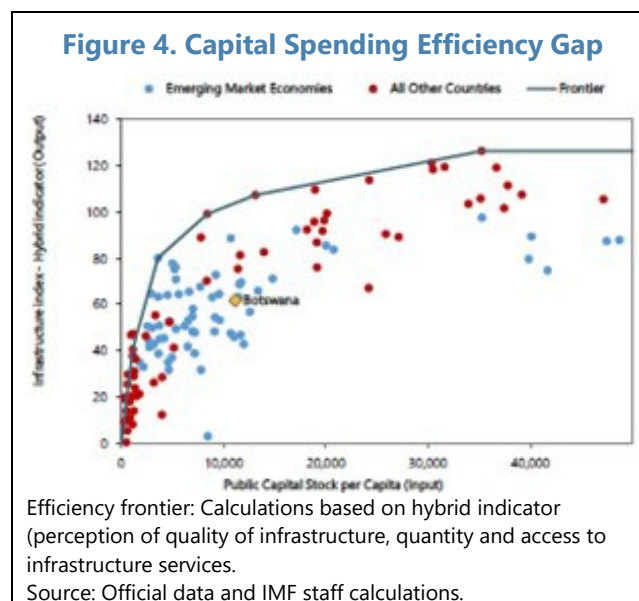 Figure 4. Capital Spending Efficiency Gap
Emerging Market Economies All Other Countries Frontier
Infrastructure index - Hybrid indicator (Output)
140
120
100
80
60
40
20
0
Botswana
0 10,000 20,000 30,000 40,000
Public Capital Stock per Capita (Input)
Efficiency frontier: Calculations based on hybrid indicator
(perception of quality of infrastructure, quantity and access to
infrastructure services.
Source: Official data and IMF staff calculations.